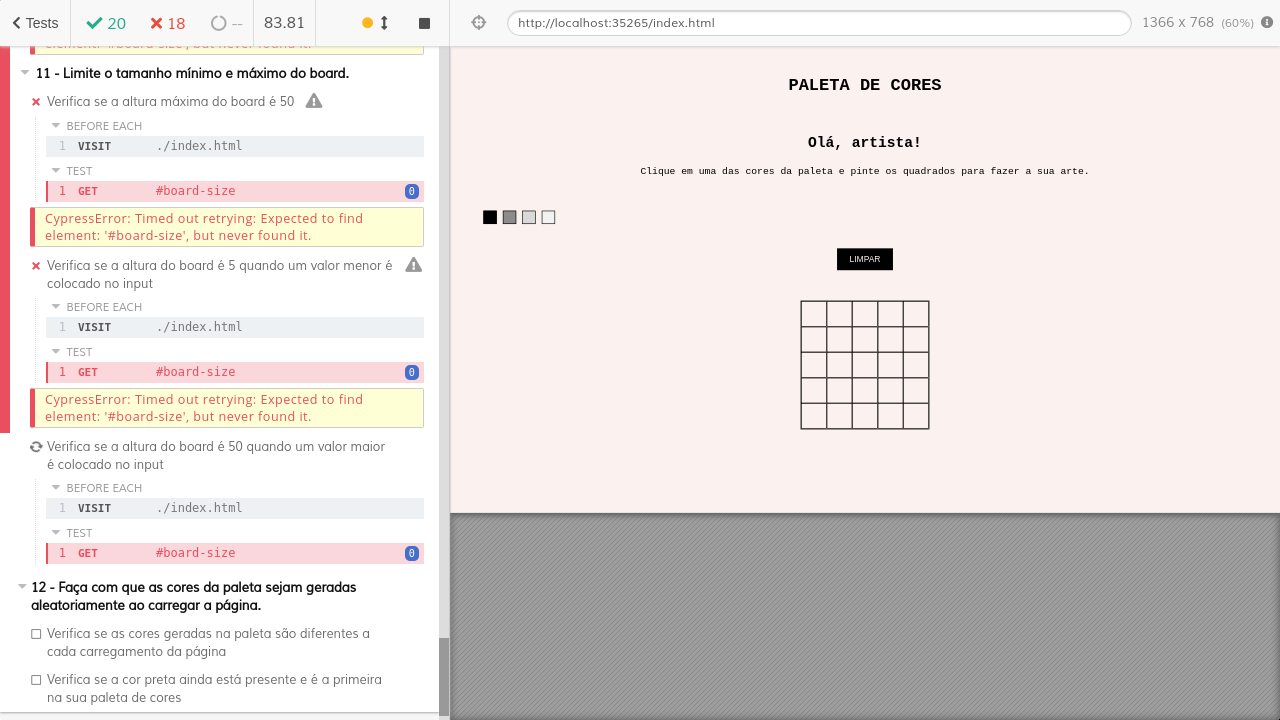 Tests 20 18 -- 83.81
element: '#board-size', but never found it.
11 - Limite o tamanho mínimo e máximo do board.
Verifica se a altura máxima do board é 50
BEFORE EACH
1 VISIT ./index.html
TEST
1 GET #board-size 0
CypressError: Timed out retrying: Expected to find
element: '#board-size', but never found it.
Verifica se a altura do board é 5 quando um valor menor é
colocado no input
BEFORE EACH
1 VISIT ./index.html
TEST
1 GET #board-size 0
CypressError: Timed out retrying: Expected to find
element: '#board-size', but never found it.
Verifica se a altura do board é 50 quando um valor maior
é colocado no input
BEFORE EACH
1 VISIT ./index.html
TEST
1 GET #board-size 0
12 - Faça com que as cores da paleta sejam geradas
aleatoriamente ao carregar a página.
Verifica se as cores geradas na paleta são diferentes a
cada carregamento da página
Verifica se a cor preta ainda está presente e é a primeira
na sua paleta de cores
http://localhost:35265/index.html 1366 x 768 (60%)
PALETA DE CORES
Olá, artista!
Clique em uma das cores da paleta e pinte os quadrados para fazer a sua arte.
LIMPAR